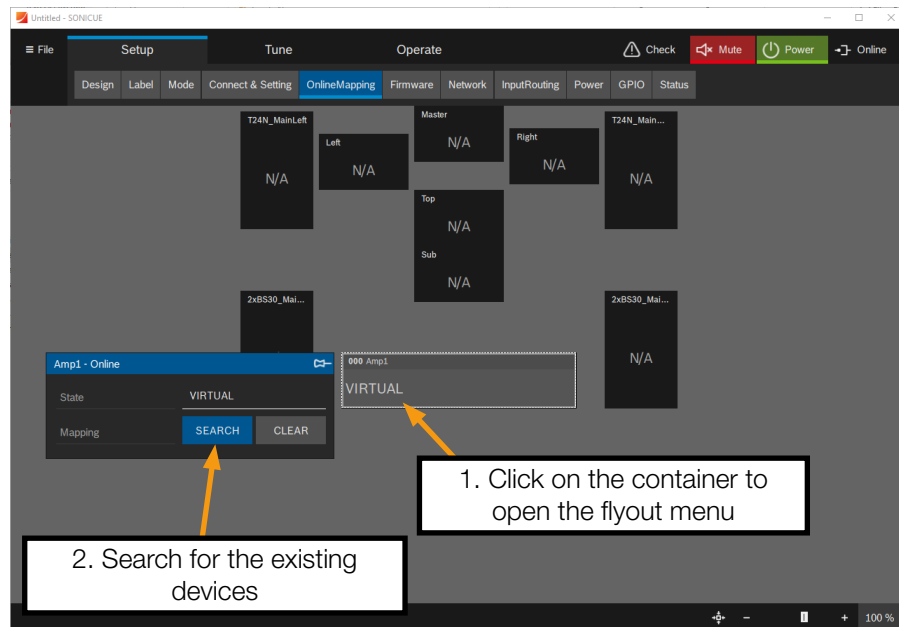 Untitled - SONICUE
≡ File Setup Tune Operate Check Mute Power Online
Design Label Mode Connect & Setting OnlineMapping Firmware Network InputRouting Power GPIO Status
T24N_MainLeft
N/A
Left
N/A
Master
N/A
Right
N/A
T24N_Main...
N/A
Top
N/A
Sub
N/A
2xBS30_Mai...
2xBS30_Mai...
N/A
Amp1 - Online
State VIRTUAL
Mapping SEARCH CLEAR
000 Amp1
VIRTUAL
1. Click on the container to
open the flyout menu
2. Search for the existing
devices
− + 100 %